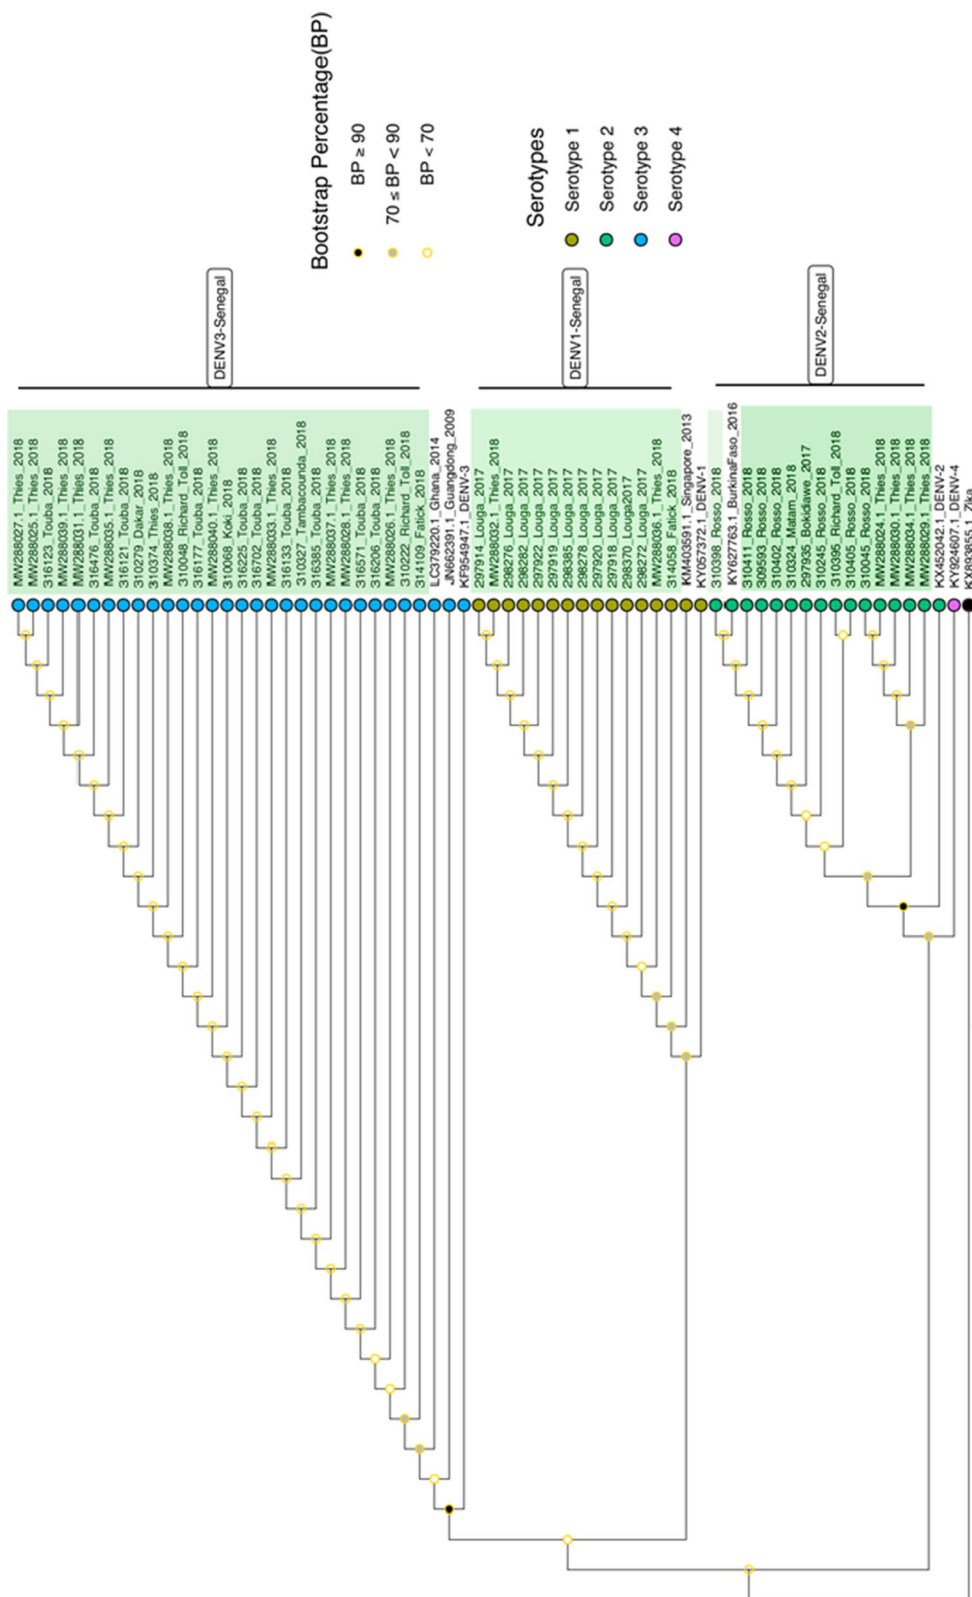 Bootstrap Percentage(BP)
BP ≥ 90
70 ≤ BP < 90
BP < 70
Serotypes
Serotype 1
Serotype 2
Serotype 3
Serotype 4
DENV3-Senegal
DENV1-Senegal
DENV2-Senegal
MW288027.1_Thies_2018
MW288025.1_Thies_2018
316123_Touba_2018
MW288039.1_Thies_2018
MW288031.1_Thies_2018
316476_Touba_2018
MW288035.1_Thies_2018
316121_Touba_2018
310279_Dakar_2018
310374_Thies_2018
MW288038.1_Thies_2018
310048_Richard_Toll_2018
316177_Touba_2018
MW288040.1_Thies_2018
310068_Koki_2018
316225_Touba_2018
316702_Touba_2018
MW288033.1_Thies_2018
316133_Touba_2018
310327_Tambacounda_2018
316385_Touba_2018
MW288037.1_Thies_2018
MW288028.1_Thies_2018
316571_Touba_2018
316206_Touba_2018
MW288026.1_Thies_2018
310222_Richard_Toll_2018
314109_Fatick_2018
LC379220.1_Ghana_2014
JN662391.1_Guangdong_2009
KF954947.1_DENV-3
297914_Louga_2017
MW288032.1_Thies_2018
298276_Louga_2017
298282_Louga_2017
297922_Louga_2017
297919_Louga_2017
298385_Louga_2017
298278_Louga_2017
297920_Louga_2017
297918_Louga_2017
298370_Louga2017
298272_Louga_2017
MW288036.1_Thies_2018
314058_Fatick_2018
KM403591.1_Singapore_2013
KY057372.1_DENV-1
310398_Rosso_2018
KY627763.1_BurkinaFaso_2016
310411_Rosso_2018
309593_Rosso_2018
310402_Rosso_2018
310324_Matam_2018
297935_Bokidiawe_2017
310245_Rosso_2018
310395_Richard_Toll_2018
310405_Rosso_2018
310045_Rosso_2018
MW288024.1_Thies_2018
MW288030.1_Thies_2018
MW288034.1_Thies_2018
MW288029.1_Thies_2018
KX452042.1_DENV-2
KY924607.1_DENV-4
KX893855.1_Zika